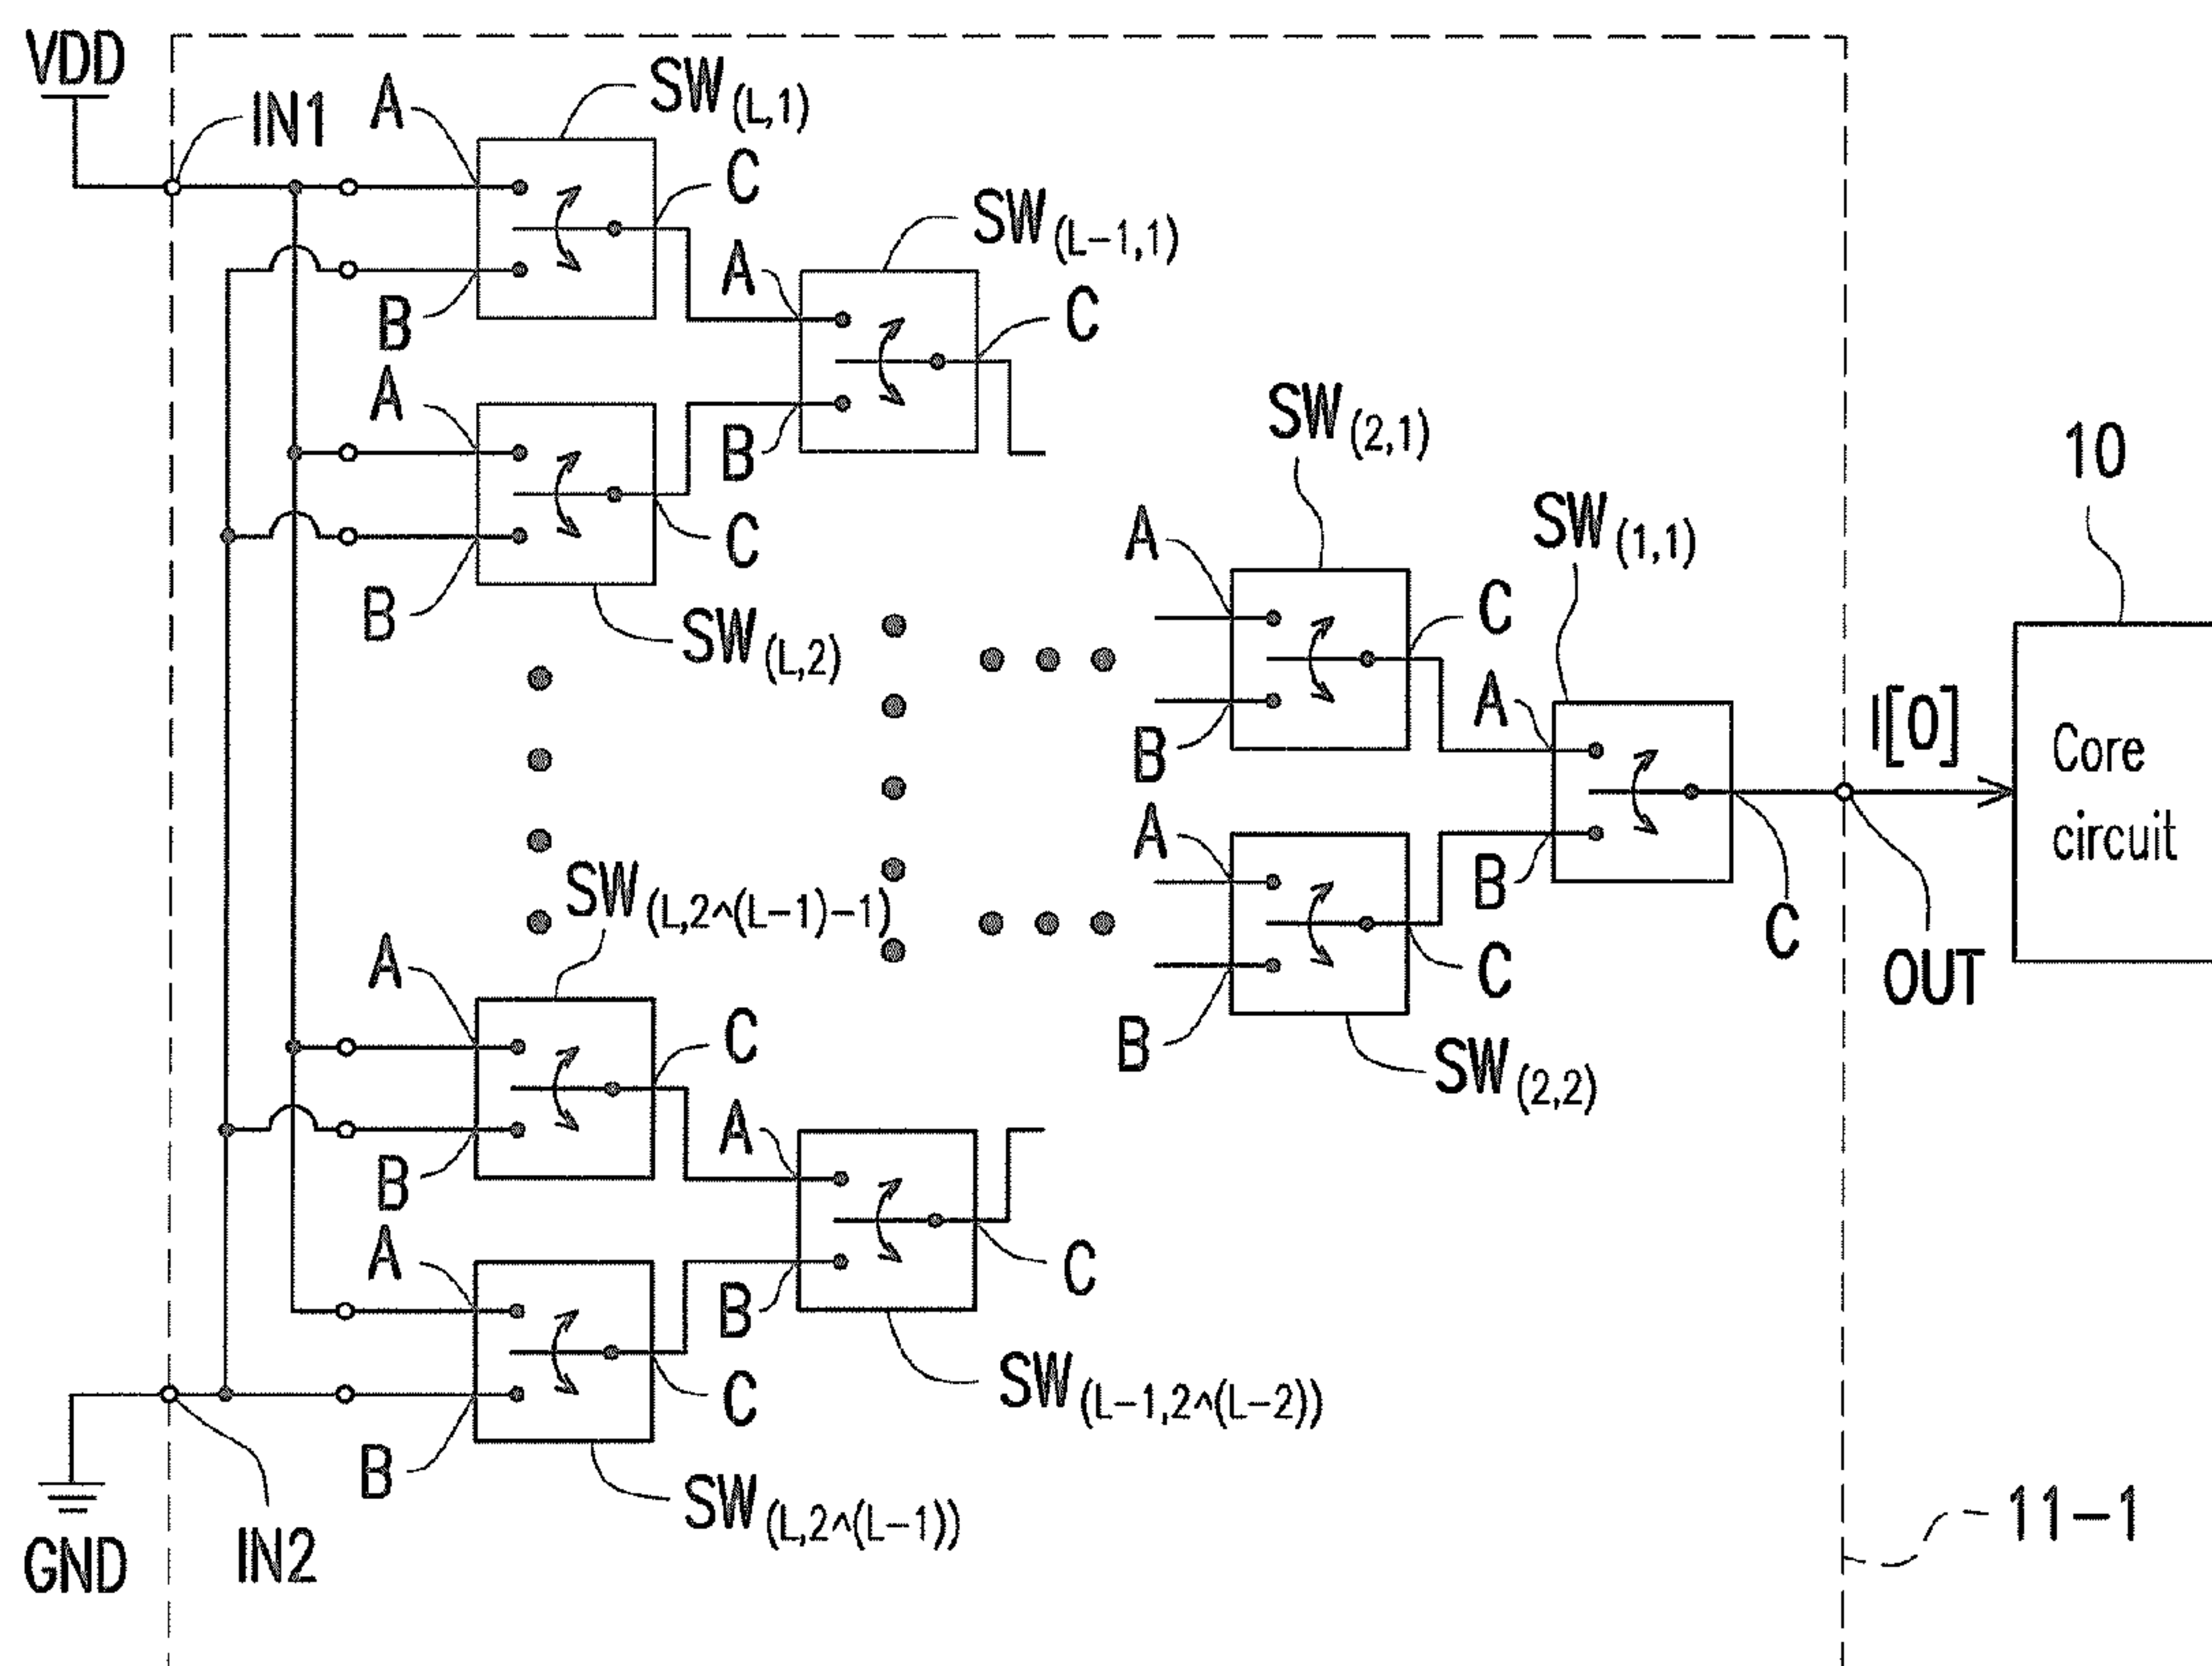 VDD
IN1
A
SW(L,1)
C
B
SW(L-1,1)
A
C
B
A
C
B
SW(L,2)
SW(2,1)
A
C
B
SW(1,1)
A
B
C
I[0]
10
Core
circuit
OUT
A
B
C
SW(2,2)
SW(L,2^(L-1)-1)
A
C
B
A
C
B
SW(L-1,2^(L-2))
A
C
B
SW(L,2^(L-1))
GND
IN2
11-1